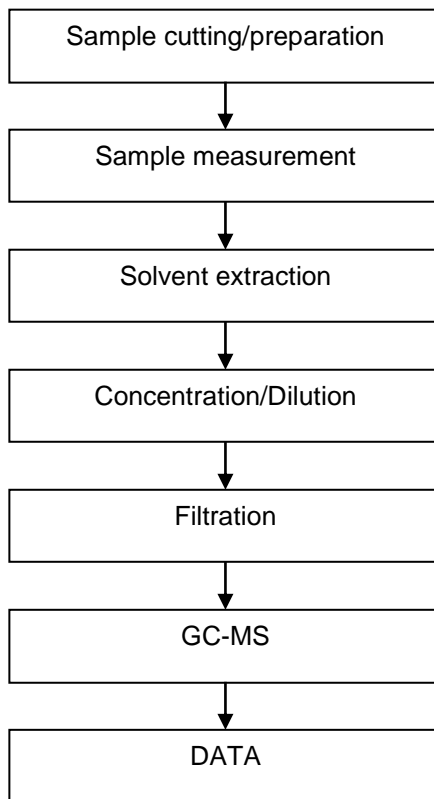 Sample cutting/preparation
Sample measurement
Solvent extraction
Concentration/Dilution
Filtration
GC-MS
DATA